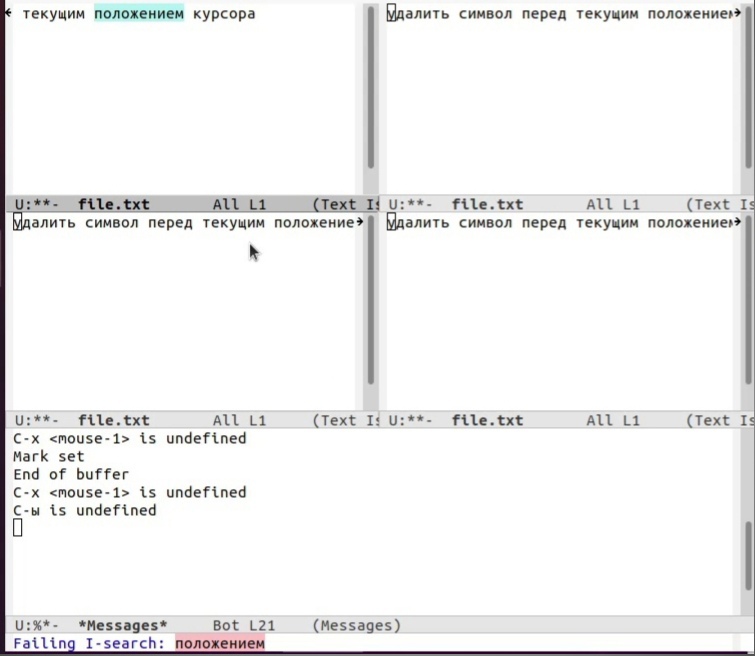 текущим положением курсора
удалить символ перед текущим положением
U:**-  file.txt       All L1     (Text Is
U:**-  file.txt       All L1     (Text Is
удалить символ перед текущим положение
удалить символ перед текущим положением
U:**-  file.txt       All L1     (Text Is
U:**-  file.txt       All L1     (Text Is
C-x <mouse-1> is undefined
Mark set
End of buffer
C-x <mouse-1> is undefined
C-ы is undefined
U:%*-  *Messages*     Bot L21    (Messages)
Failing I-search: положением